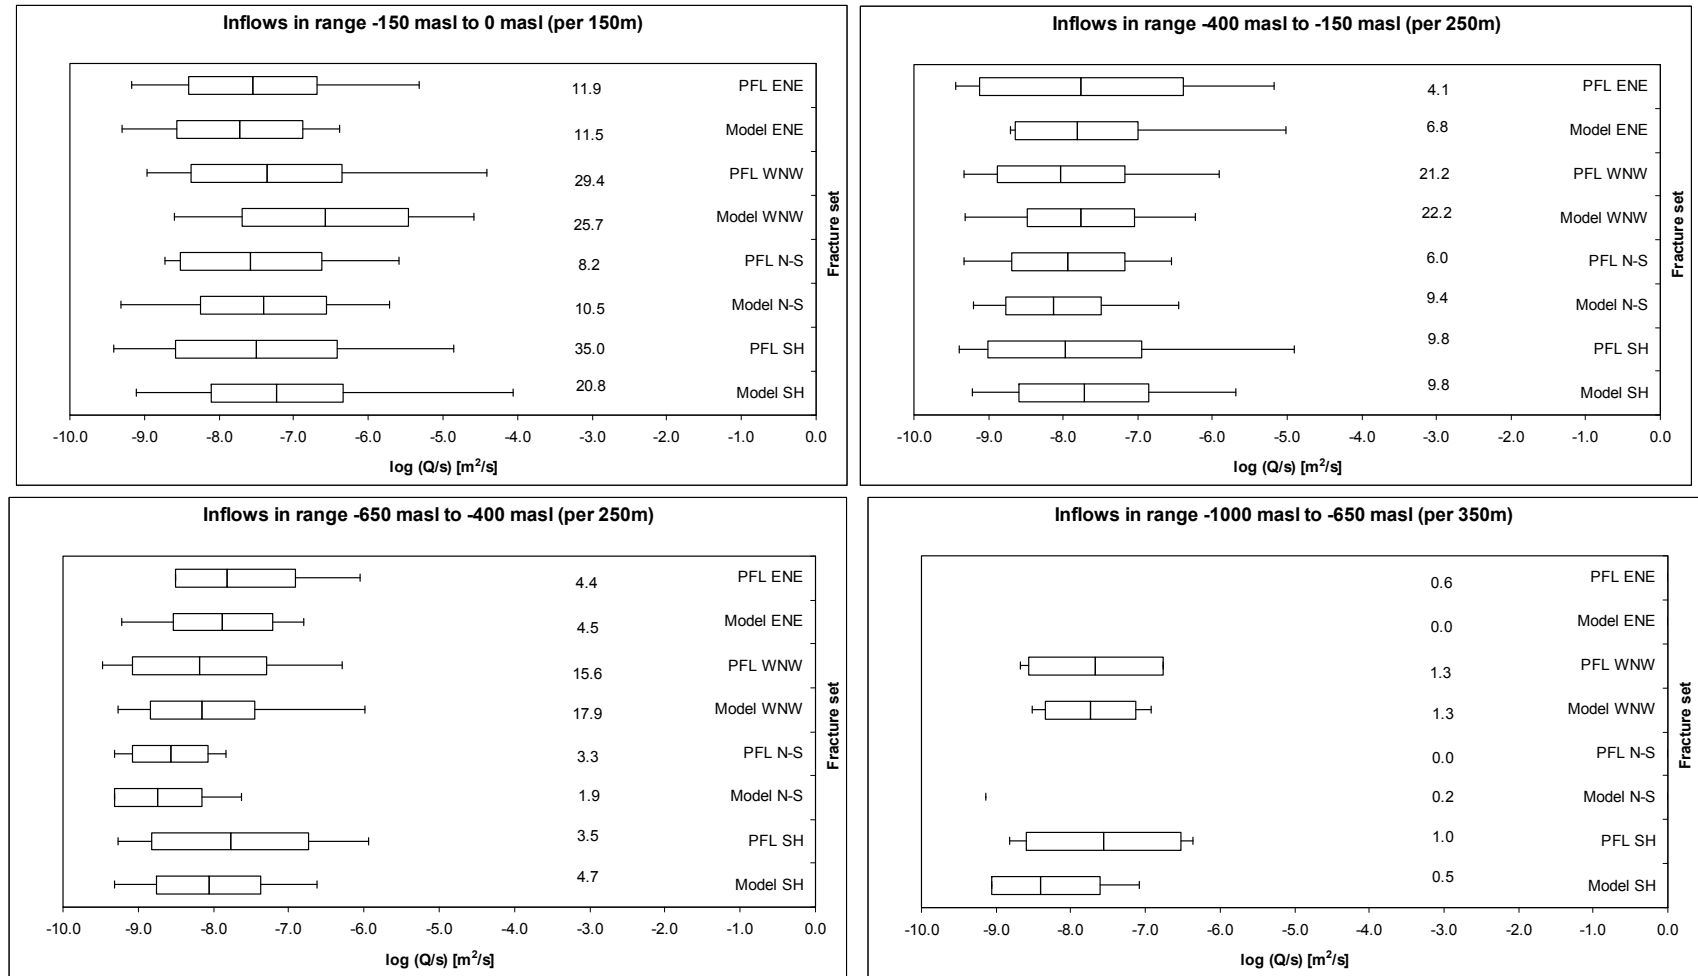 Inflows in range -150 masl to 0 masl (per 150m)
11.9 PFL ENE
11.5 Model ENE
29.4 PFL WNW
25.7 Model WNW
8.2 PFL N-S
10.5 Model N-S
35.0 PFL SH
20.8 Model SH
Fracture set
-10.0 -9.0 -8.0 -7.0 -6.0 -5.0 -4.0 -3.0 -2.0 -1.0 0.0
log (Q/s) [m²/s]
Inflows in range -400 masl to -150 masl (per 250m)
4.1 PFL ENE
6.8 Model ENE
21.2 PFL WNW
22.2 Model WNW
6.0 PFL N-S
9.4 Model N-S
9.8 PFL SH
9.8 Model SH
Fracture set
-10.0 -9.0 -8.0 -7.0 -6.0 -5.0 -4.0 -3.0 -2.0 -1.0 0.0
log (Q/s) [m²/s]
Inflows in range -650 masl to -400 masl (per 250m)
4.4 PFL ENE
4.5 Model ENE
15.6 PFL WNW
17.9 Model WNW
3.3 PFL N-S
1.9 Model N-S
3.5 PFL SH
4.7 Model SH
Fracture set
-10.0 -9.0 -8.0 -7.0 -6.0 -5.0 -4.0 -3.0 -2.0 -1.0 0.0
log (Q/s) [m²/s]
Inflows in range -1000 masl to -650 masl (per 350m)
0.6 PFL ENE
0.0 Model ENE
1.3 PFL WNW
1.3 Model WNW
0.0 PFL N-S
0.2 Model N-S
1.0 PFL SH
0.5 Model SH
Fracture set
-10.0 -9.0 -8.0 -7.0 -6.0 -5.0 -4.0 -3.0 -2.0 -1.0 0.0
log (Q/s) [m²/s]